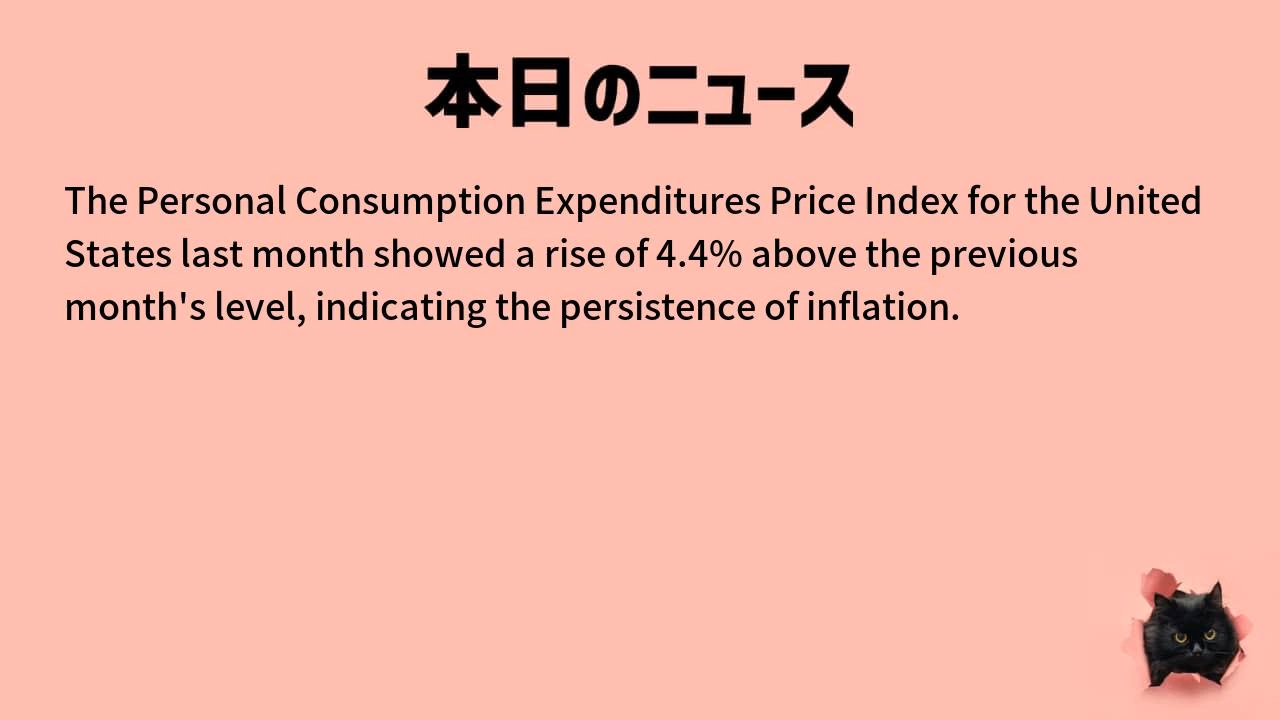 本日のニュース
The Personal Consumption Expenditures Price Index for the United
States last month showed a rise of 4.4% above the previous
month's level, indicating the persistence of inflation.